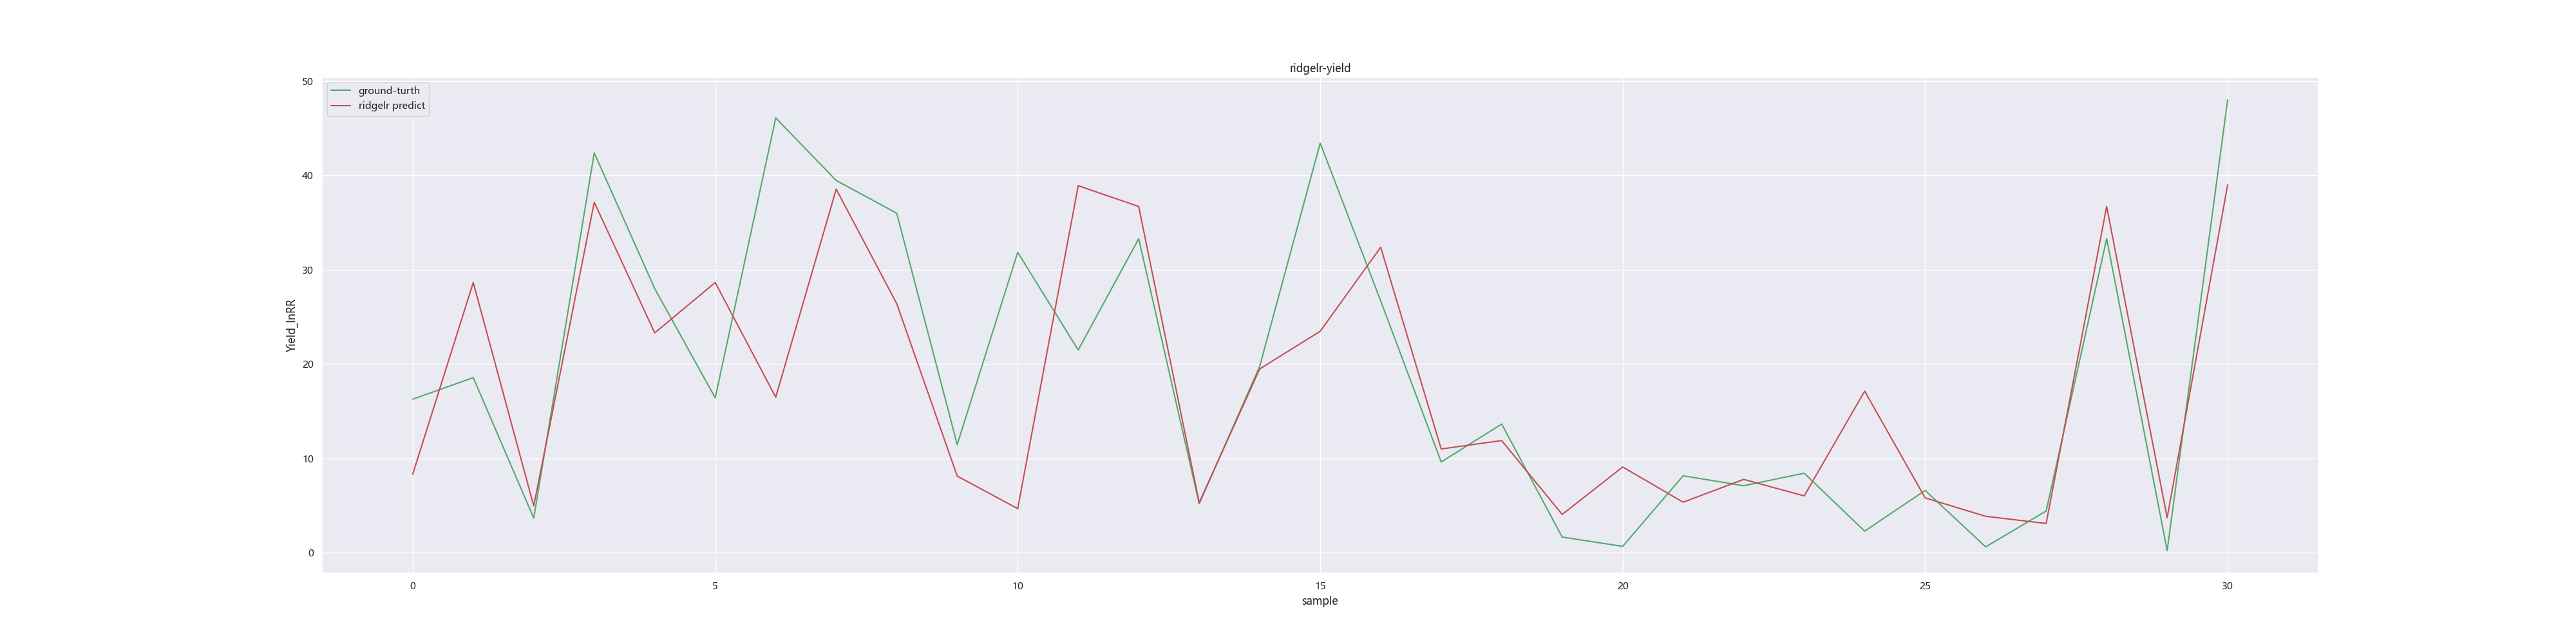 ridgelr-yield
ground-turth
ridgelr predict
Yield_lnRR
50
40
30
20
10
0
0 5 10 15 20 25 30
sample